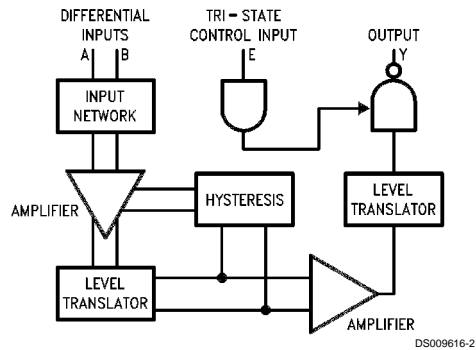 DIFFERENTIAL
INPUTS
A B
TRI-STATE
CONTROL INPUT
E
OUTPUT
Y
INPUT
NETWORK
AMPLIFIER
HYSTERESIS
LEVEL
TRANSLATOR
LEVEL
TRANSLATOR
AMPLIFIER
DS009616-2